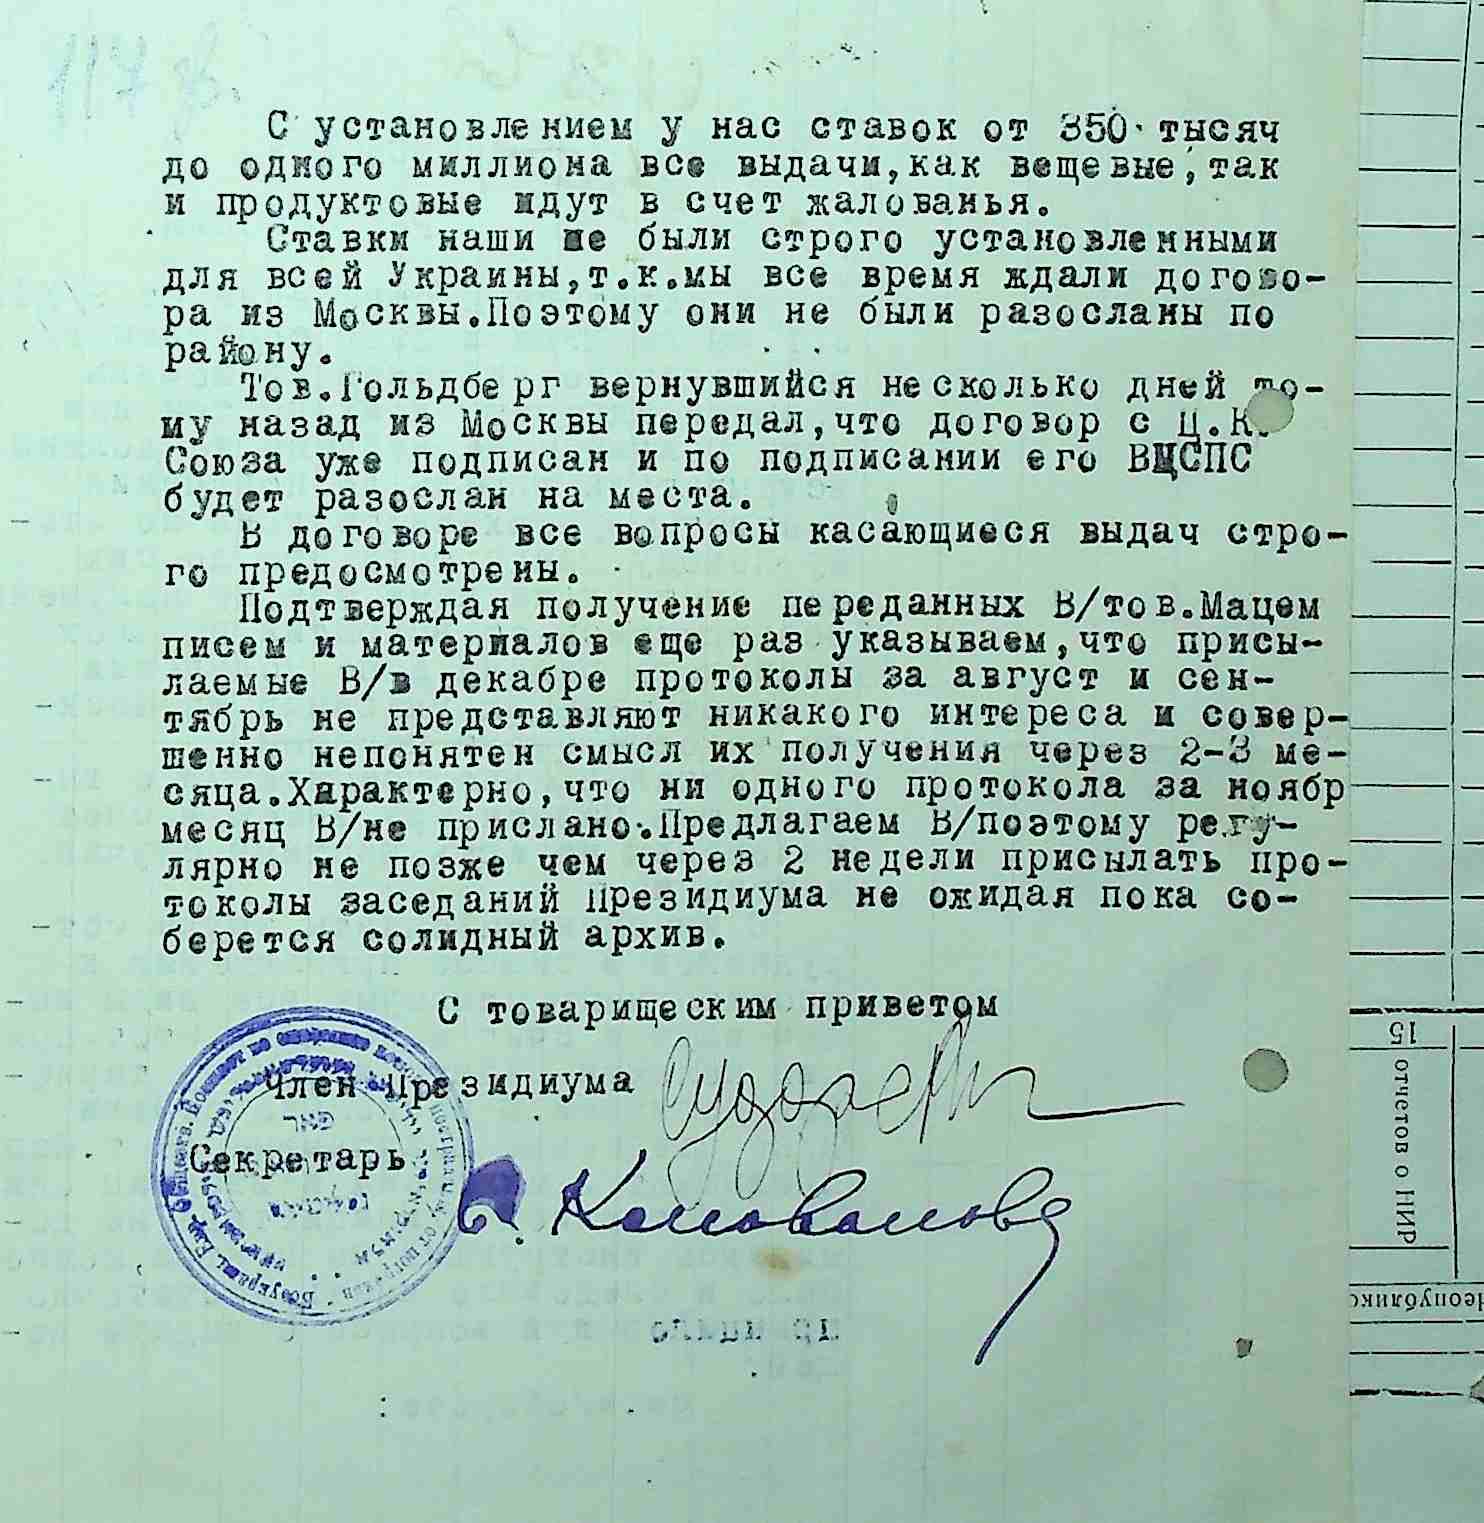 С установлением у нас ставок от 350 тысяч
до одного миллиона все выдачи,как вещевые,так
и продуктовые идут в счет жалованья.
Ставки наши не были строго установленными
для всей Украины,т.к.мы все время ждали догово-
ра из Москвы.Поэтому они не были разосланы по
району.
Тов.Гольдберг вернувшийся несколько дней то-
му назад из Москвы передал,что договор с Ц.К.
Союза уже подписан и по подписании его ВЦСПС
будет разослан на места.
В договоре все вопросы касающиеся выдач стро-
го предосмотрены.
Подтверждая получение переданных В/тов.Мацем
писем и материалов еще раз указываем,что присы-
лаемые В/в декабре протоколы за август и сен-
тябрь не представляют никакого интереса и совер-
шенно непонятен смысл их получения через 2-3 ме-
сяца.Характерно,что ни одного протокола за ноябр
месяц В/не прислано.Предлагаем В/поэтому регу-
лярно не позже чем через 2 недели присылать про-
токолы заседаний Президиума не ожидая пока со-
берется солидный архив.
С товарищеским приветом
Член Президиума
Секретарь
Коновалова
15
отчетов о НИР
Неопублико